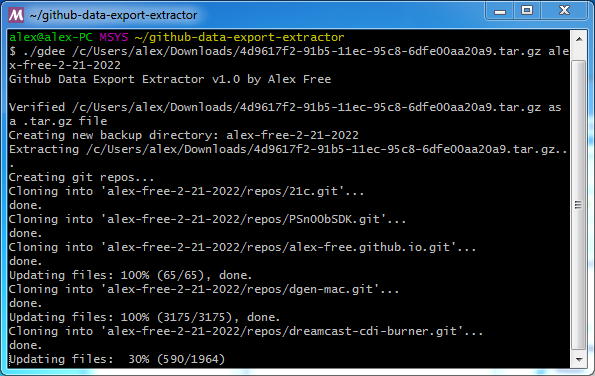 ~/github-data-export-extractor
alex@alex-PC MSYS ~/github-data-export-extractor
$ ./gdee /c/Users/alex/Downloads/4d9617f2-91b5-11ec-95c8-6dfe00aa20a9.tar.gz ale
x-free-2-21-2022
Github Data Export Extractor v1.0 by Alex Free
Verified /c/Users/alex/Downloads/4d9617f2-91b5-11ec-95c8-6dfe00aa20a9.tar.gz as
a .tar.gz file
Creating new backup directory: alex-free-2-21-2022
Extracting /c/Users/alex/Downloads/4d9617f2-91b5-11ec-95c8-6dfe00aa20a9.tar.gz..
.
Creating git repos...
Cloning into 'alex-free-2-21-2022/repos/21c.git'...
done.
Cloning into 'alex-free-2-21-2022/repos/PSn00bSDK.git'...
done.
Cloning into 'alex-free-2-21-2022/repos/alex-free.github.io.git'...
done.
Updating files: 100% (65/65), done.
Cloning into 'alex-free-2-21-2022/repos/dgen-mac.git'...
done.
Updating files: 100% (3175/3175), done.
Cloning into 'alex-free-2-21-2022/repos/dreamcast-cdi-burner.git'...
done.
Updating files:  30% (590/1964)